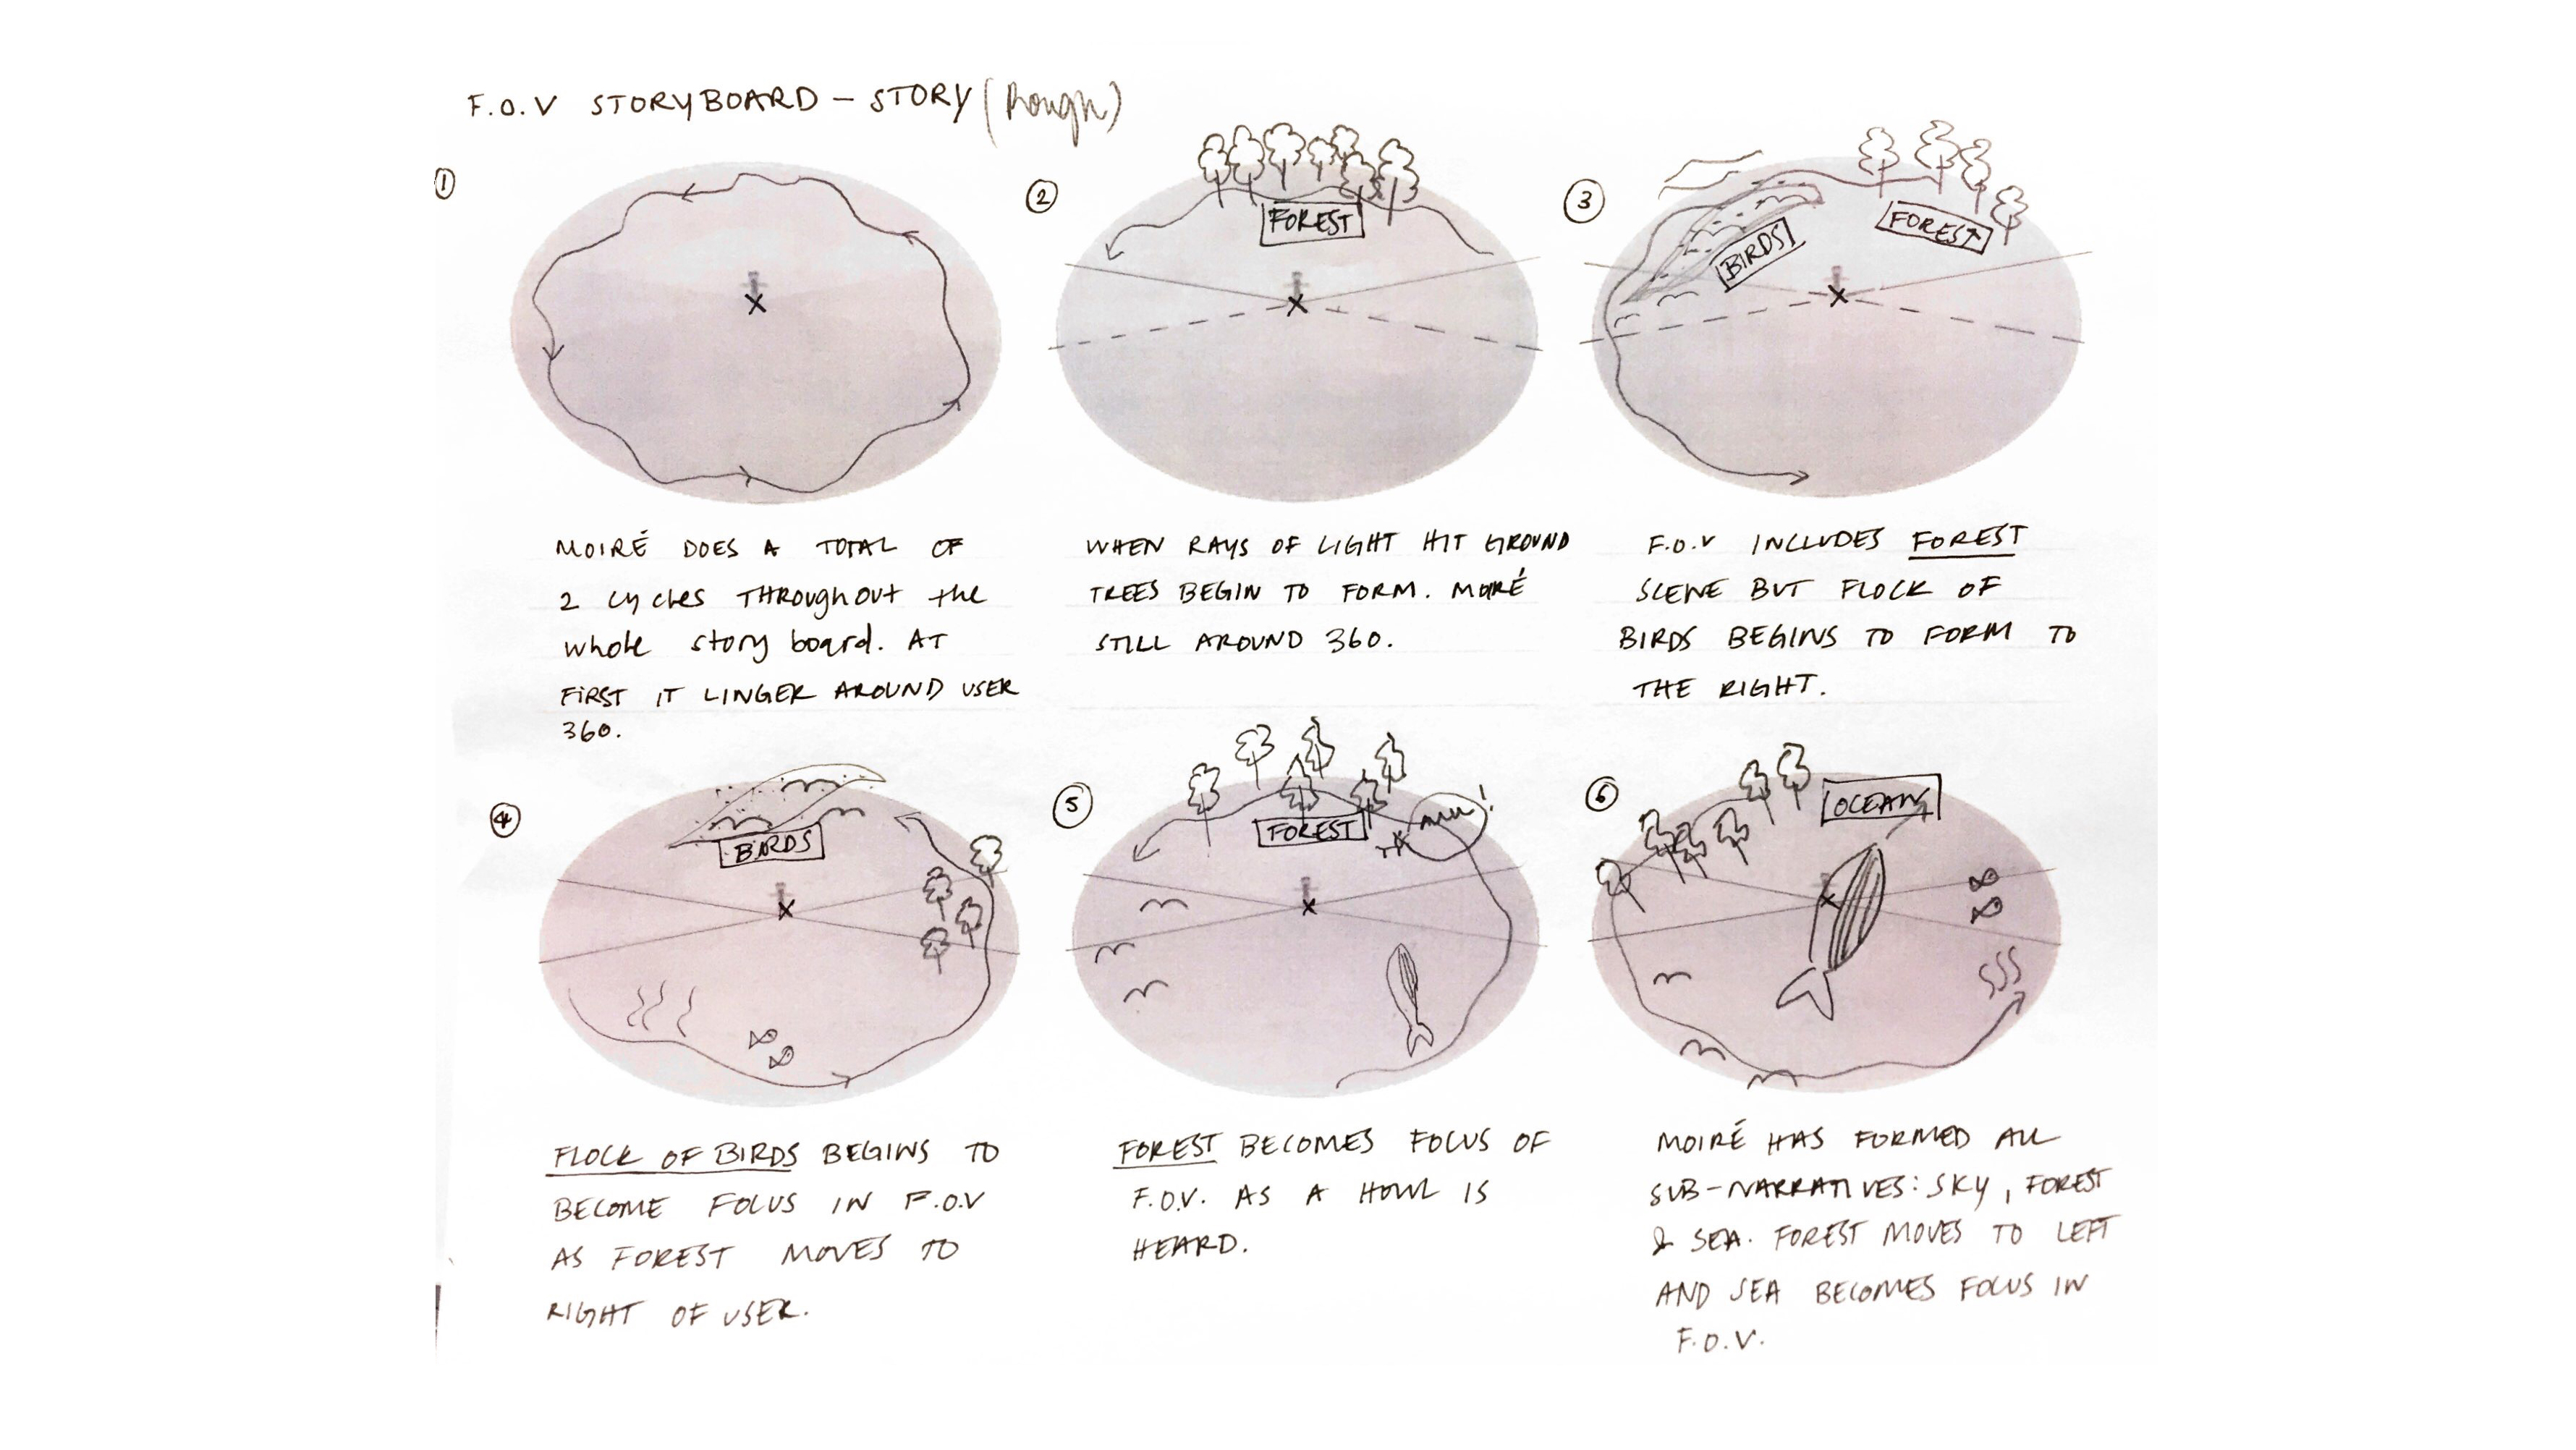 F.O.V STORYBOARD – STORY (Rough)
①
②
FOREST
③
BIRDS
FOREST
MOIRÉ DOES A TOTAL OF
2 cycles THROughout the
whole story board. AT
FIRST IT LINGER AROUND USER
360.
WHEN RAYS OF LIGHT HIT GROUND
TREES BEGIN TO FORM. MOIRÉ
STILL AROUND 360.
F.O.V INCLUDES FOREST
SCENE BUT FLOCK OF
BIRDS BEGINS TO FORM TO
THE RIGHT.
④
BIRDS
⑤
FOREST
⑥
OCEAN
FLOCK OF BIRDS BEGINS TO
BECOME FOCUS IN F.O.V
AS FOREST MOVES TO
RIGHT OF USER.
FOREST BECOMES FOCUS OF
F.O.V. AS A HOWL IS
HEARD.
MOIRÉ HAS FORMED ALL
SUB-NARRATIVES: SKY, FOREST
& SEA. FOREST MOVES TO LEFT
AND SEA BECOMES FOCUS IN
F.O.V.